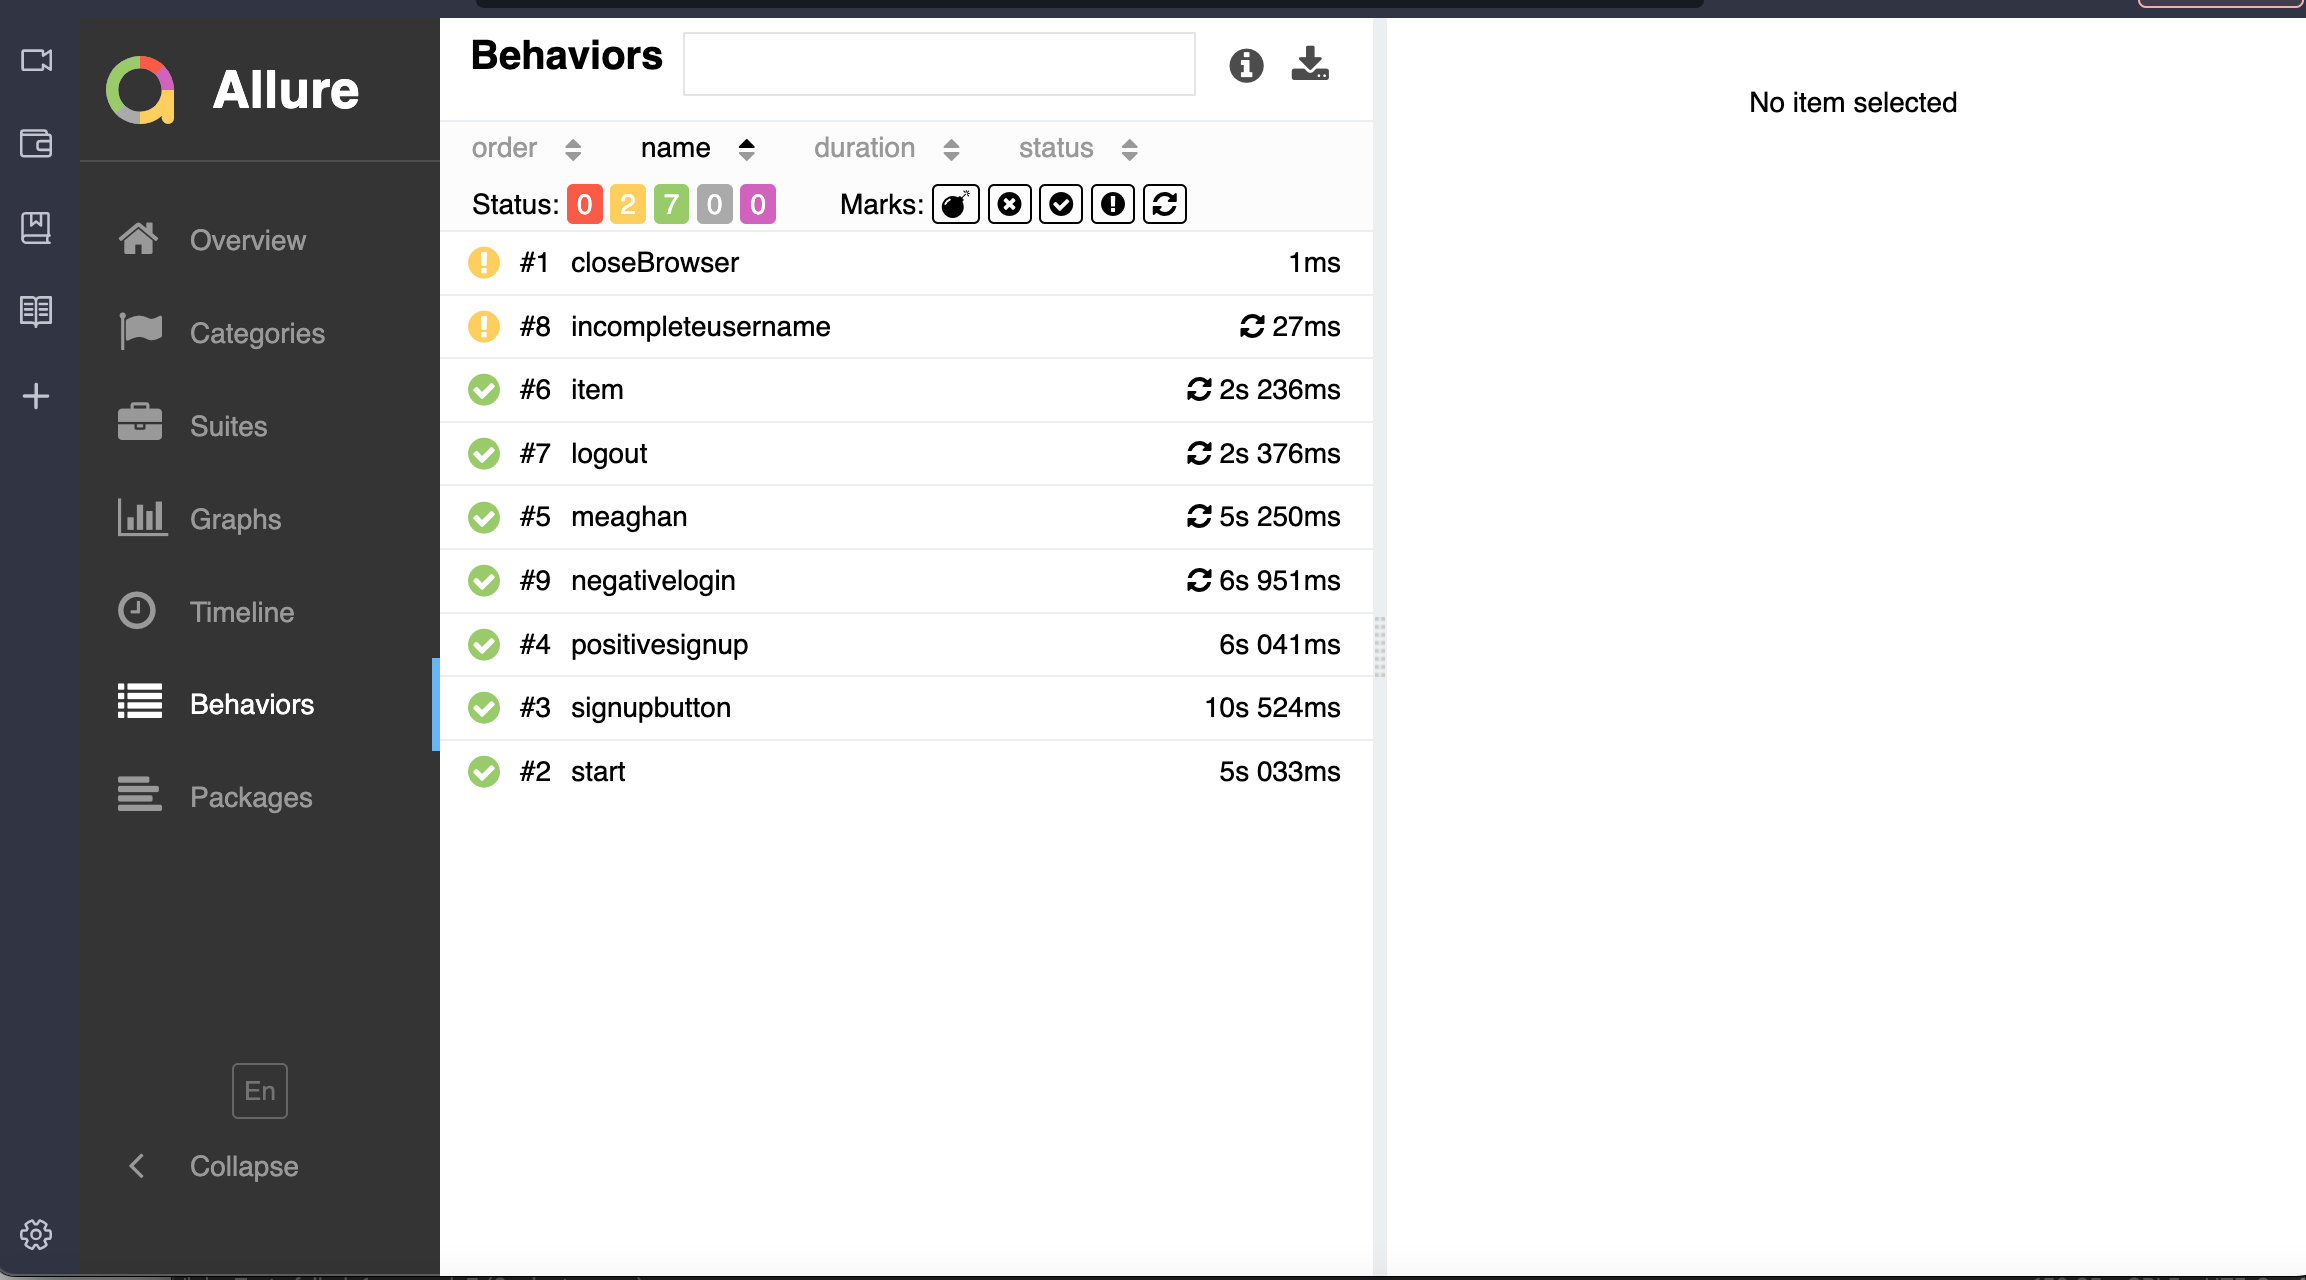 Allure
Overview
Categories
Suites
Graphs
Timeline
Behaviors
Packages
En
Collapse
Behaviors
order name duration status
Status: 0 2 7 0 0 Marks:
#1 closeBrowser 1ms
#8 incompleteusername 27ms
#6 item 2s 236ms
#7 logout 2s 376ms
#5 meaghan 5s 250ms
#9 negativelogin 6s 951ms
#4 positivesignup 6s 041ms
#3 signupbutton 10s 524ms
#2 start 5s 033ms
No item selected